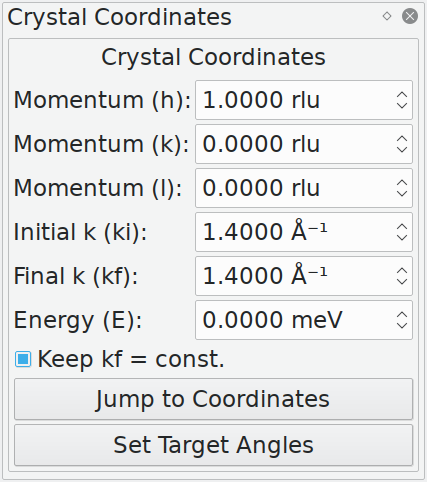 Crystal Coordinates
Crystal Coordinates
Momentum (h): 1.0000 rlu
Momentum (k): 0.0000 rlu
Momentum (l): 0.0000 rlu
Initial k (ki): 1.4000 Å⁻¹
Final k (kf): 1.4000 Å⁻¹
Energy (E): 0.0000 meV
Keep kf = const.
Jump to Coordinates
Set Target Angles